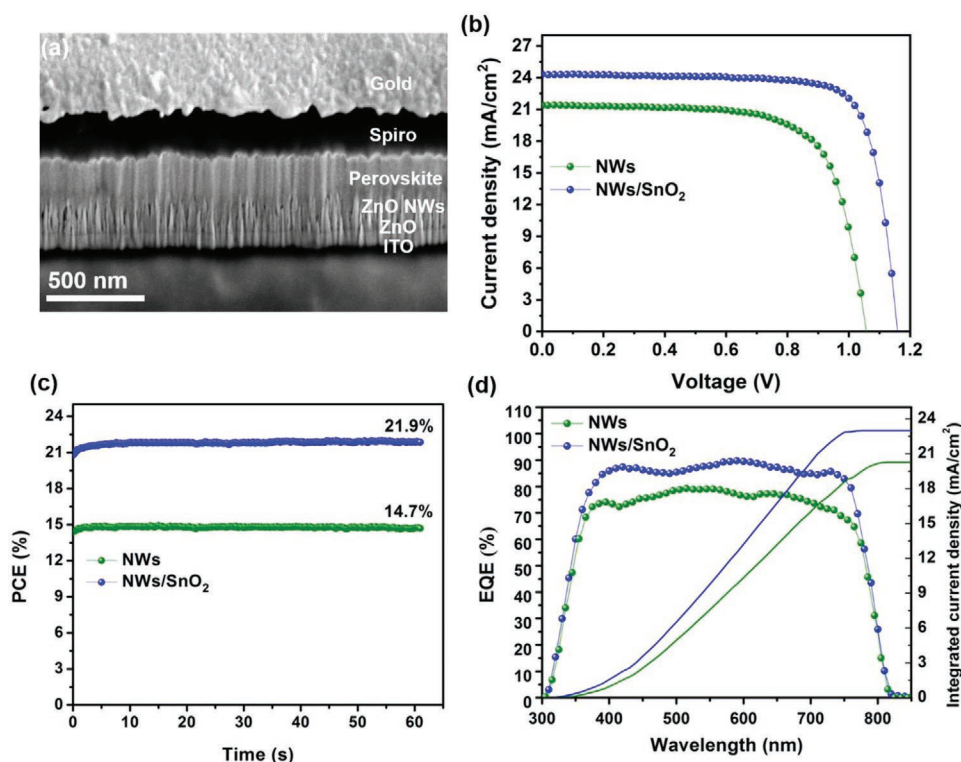 (a)
Gold
Spiro
Perovskite
ZnO NWs
ZnO
ITO
500 nm
(b)
27
24
21
18
15
12
9
6
3
0
0.0 0.2 0.4 0.6 0.8 1.0 1.2
Current density (mA/cm²)
Voltage (V)
NWs
NWs/SnO₂
(c)
24
21
18
15
12
9
6
3
0
0 10 20 30 40 50 60 70
PCE (%)
Time (s)
21.9%
14.7%
NWs
NWs/SnO₂
(d)
110
100
90
80
70
60
50
40
30
20
10
0
300 400 500 600 700 800
EQE (%)
Wavelength (nm)
NWs
NWs/SnO₂
24
21
18
15
12
9
6
3
0
Integrated current density (mA/cm²)